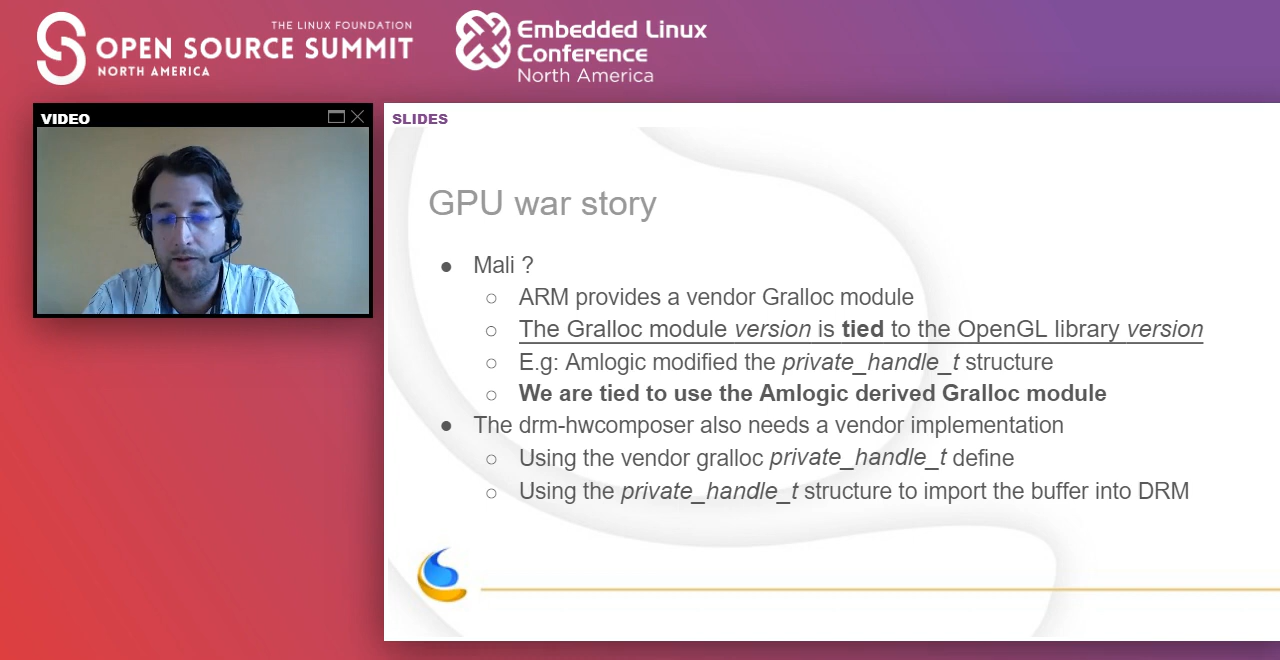 THE LINUX FOUNDATION
OPEN SOURCE SUMMIT
NORTH AMERICA
Embedded Linux
Conference
North America
VIDEO
SLIDES
GPU war story
● Mali ?
○ ARM provides a vendor Gralloc module
○ The Gralloc module version is tied to the OpenGL library version
○ E.g: Amlogic modified the private_handle_t structure
○ We are tied to use the Amlogic derived Gralloc module
● The drm-hwcomposer also needs a vendor implementation
○ Using the vendor gralloc private_handle_t define
○ Using the private_handle_t structure to import the buffer into DRM